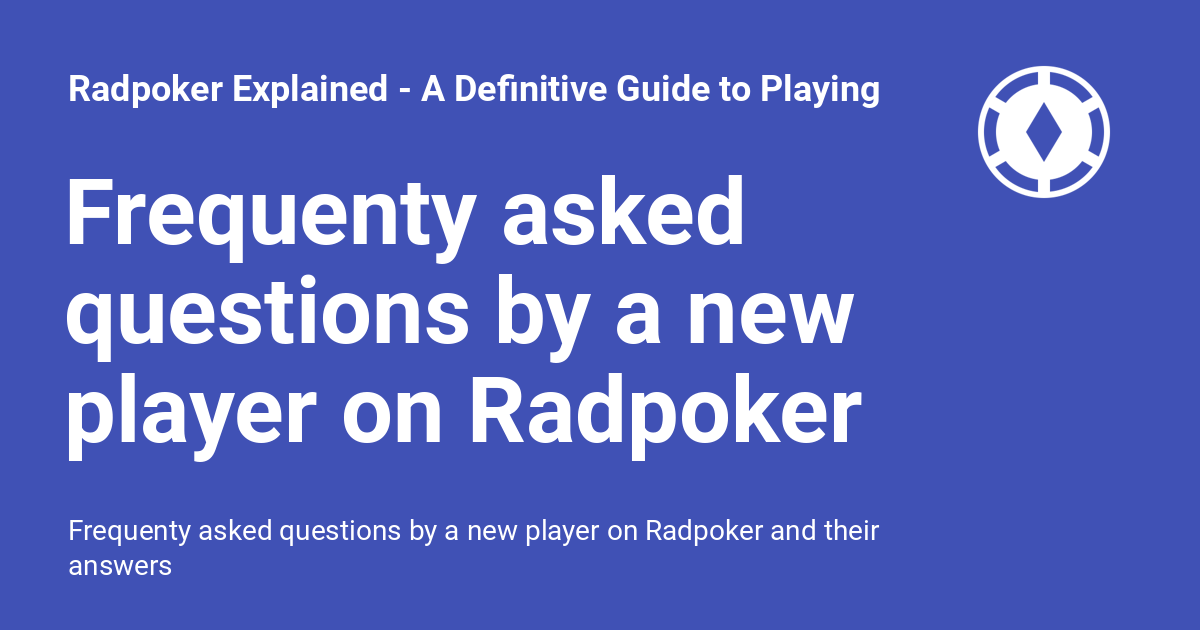 Radpoker Explained - A Definitive Guide to Playing
Frequenty asked
questions by a new
player on Radpoker
Frequenty asked questions by a new player on Radpoker and their
answers